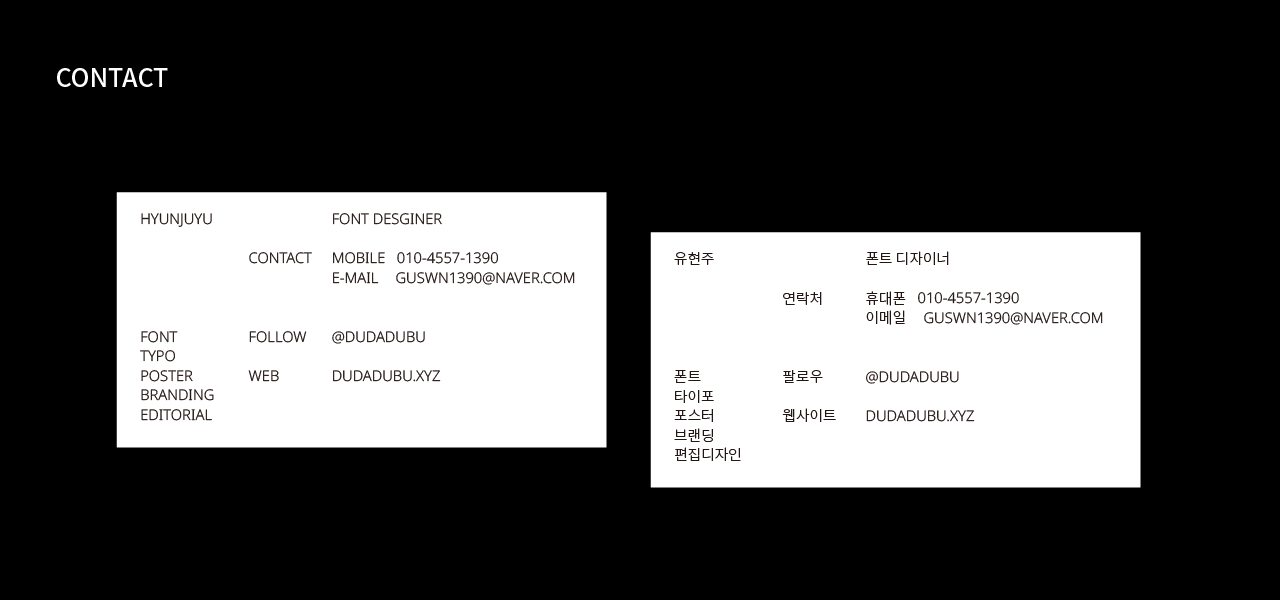 CONTACT
HYUNJUYU FONT DESGINER
CONTACT MOBILE 010-4557-1390
E-MAIL GUSWN1390@NAVER.COM
FONT FOLLOW @DUDADUBU
TYPO
POSTER WEB DUDADUBU.XYZ
BRANDING
EDITORIAL
유현주 폰트 디자이너
연락처 휴대폰 010-4557-1390
이메일 GUSWN1390@NAVER.COM
폰트 팔로우 @DUDADUBU
타이포
포스터 웹사이트 DUDADUBU.XYZ
브랜딩
편집디자인